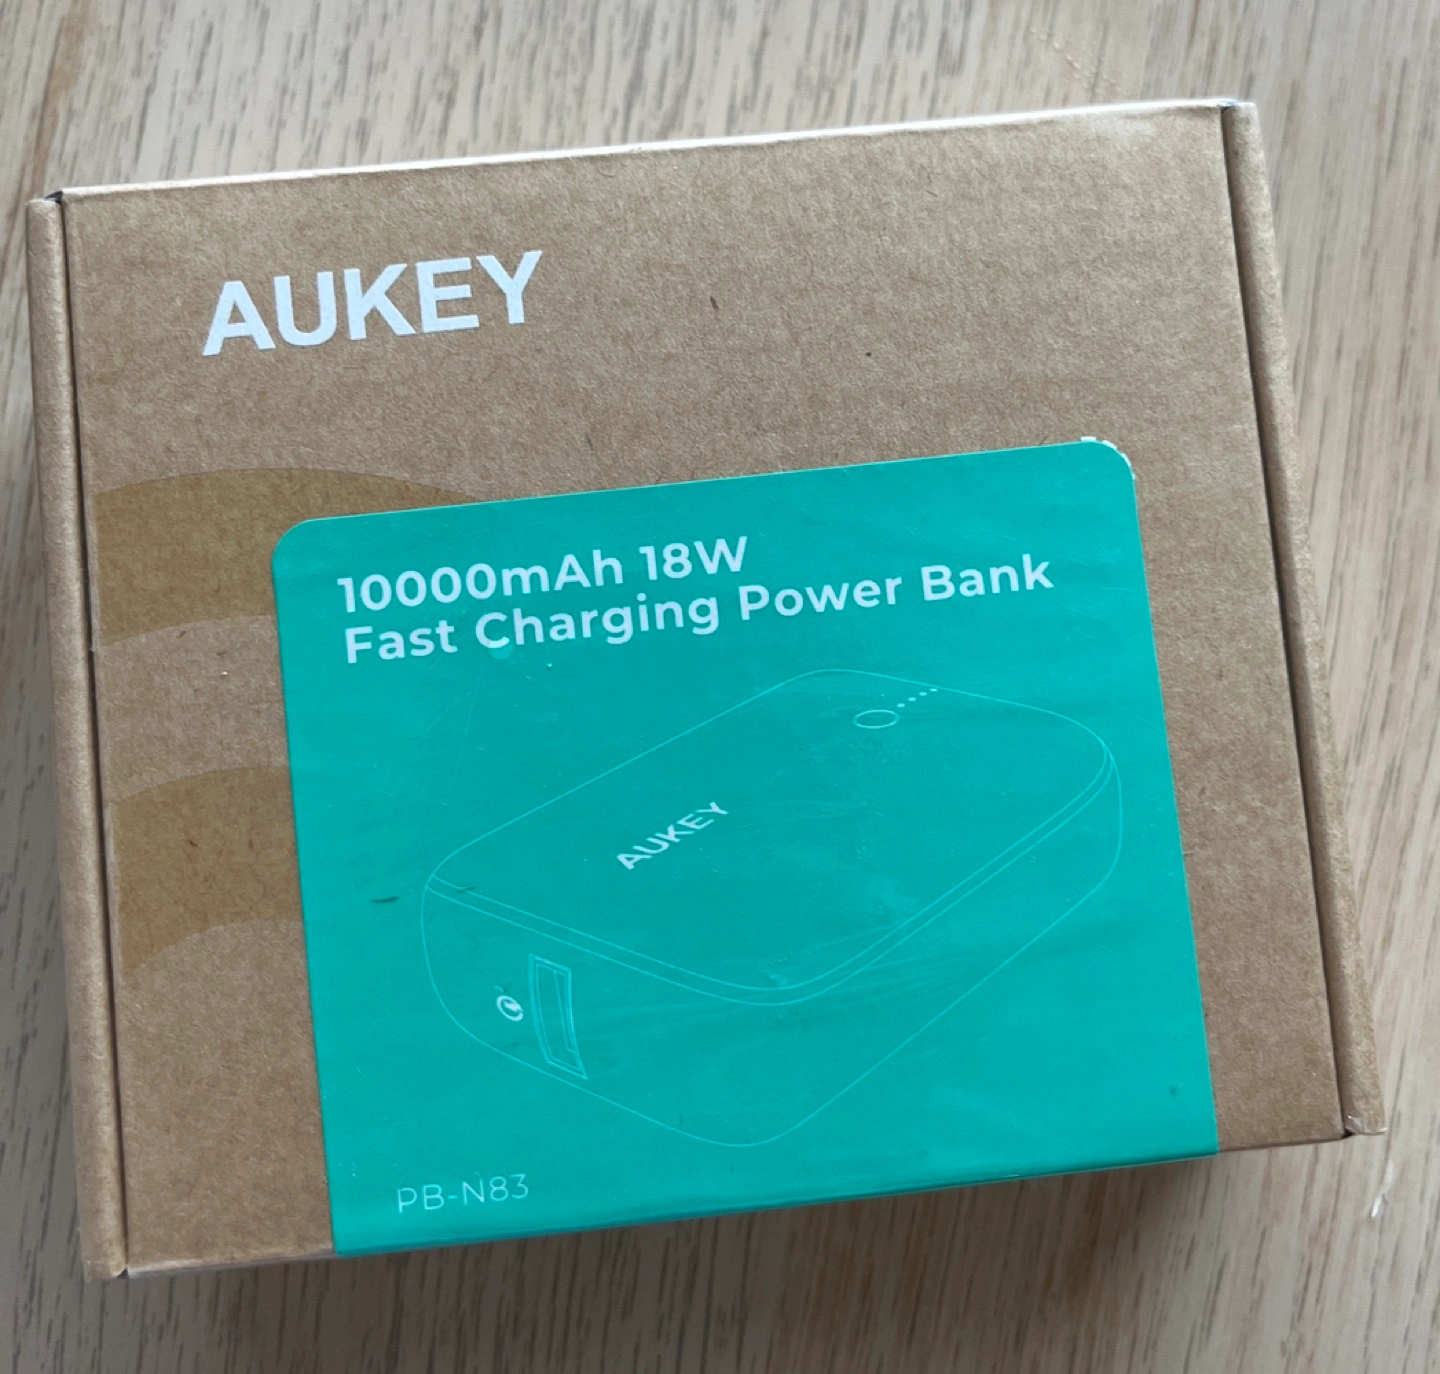 AUKEY
10000mAh 18W
Fast Charging Power Bank
AUKEY
PB-N83